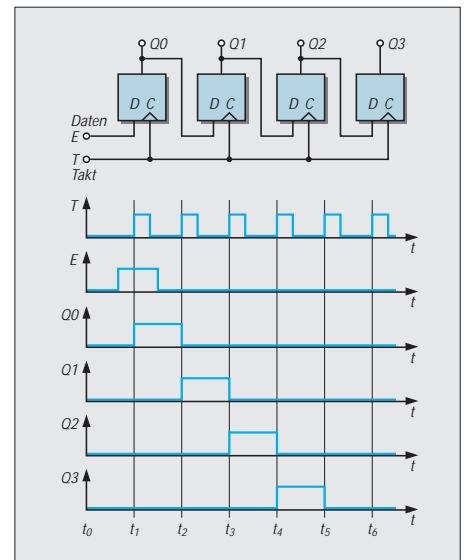 Q0 Q1 Q2 Q3
D C D C D C D C
Daten
E
T
Takt
T
t
E
t
Q0
t
Q1
t
Q2
t
Q3
t
t0 t1 t2 t3 t4 t5 t6